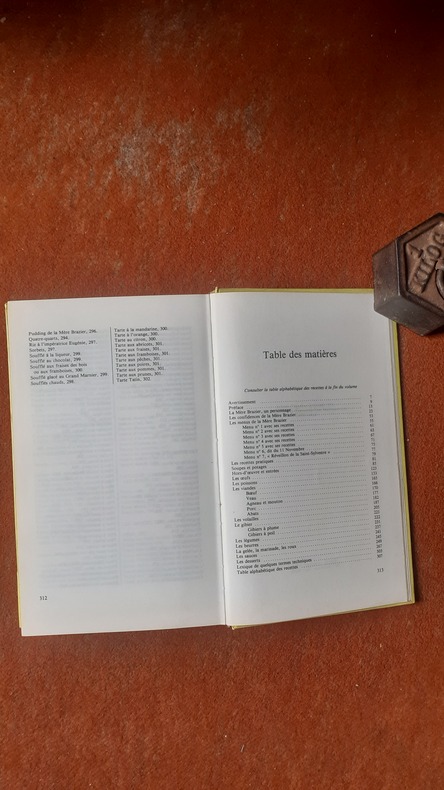 Pudding de la Mère Brazier, 296.
Quatre-quarts, 294.
Riz à l'impératrice Eugénie, 297.
Sorbets, 297.
Soufflé à la liqueur, 299.
Soufflé au chocolat, 299.
Soufflé aux fraises des bois
ou aux framboises, 300.
Soufflé glacé au Grand Marnier, 299.
Soufflés chauds, 298.
Tarte à la mandarine, 300.
Tarte à l'orange, 300.
Tarte au citron, 300.
Tarte aux abricots, 301.
Tarte aux fraises, 301.
Tarte aux framboises, 301.
Tarte aux pêches, 301.
Tarte aux poires, 301.
Tarte aux pommes, 301.
Tarte aux prunes, 301.
Tarte Tatin, 302.
312
Table des matières
Consulter la table alphabétique des recettes à la fin du volume
Avertissement
Préface
La Mère Brazier, un personnage
Les confidences de la Mère Brazier
Les menus de la Mère Brazier
Menu n° 1 avec ses recettes
Menu n° 2 avec ses recettes
Menu n° 3 avec ses recettes
Menu n° 4 avec ses recettes
Menu n° 5 avec ses recettes
Menu n° 6, dit du 11 Novembre
Menu n° 7, « Réveillon de la Saint-Sylvestre »
Les recettes pratiques
Soupes et potages
Hors-d'œuvre et entrées
Les œufs
Les poissons
Les viandes
Bœuf
Veau
Agneau et mouton
Porc
Abats
Les volailles
Le gibier
Gibiers à plume
Gibiers à poil
Les légumes
Les beurres
La gelée, la marinade, les roux
Les sauces
Les desserts
Lexique de quelques termes techniques
Table alphabétique des recettes
313
KILOG